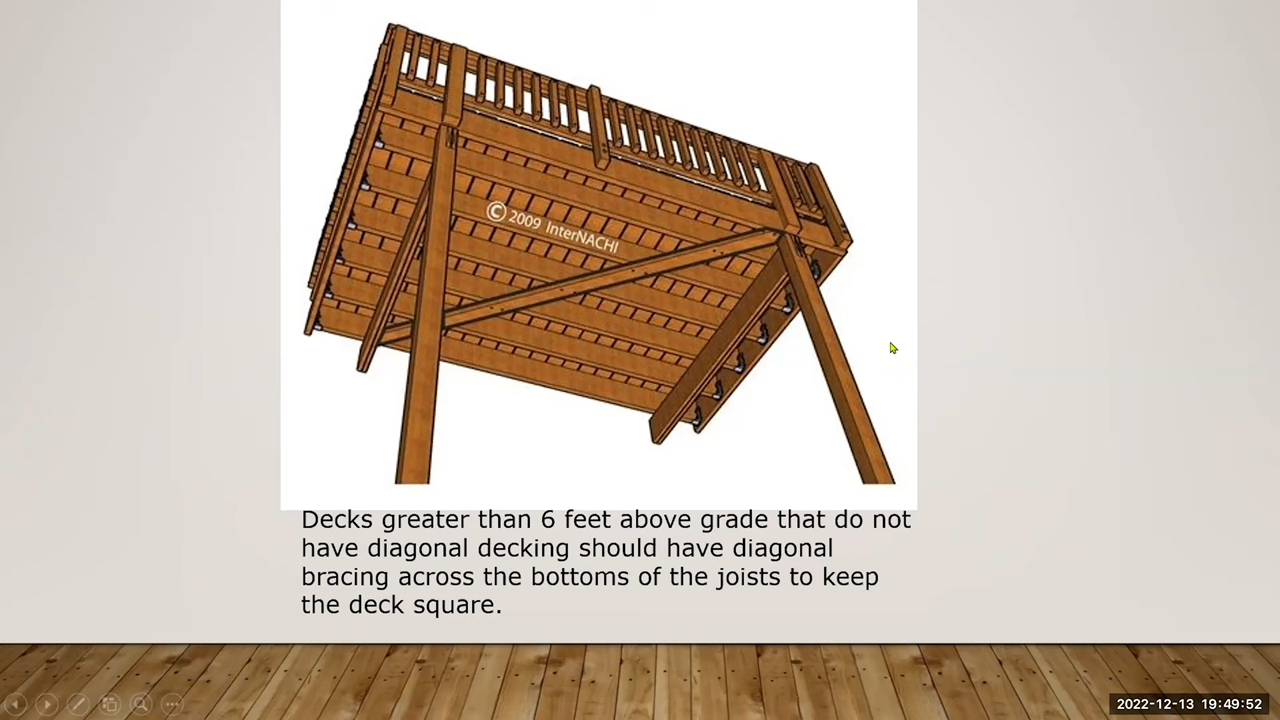 © 2009 InterNACHI
Decks greater than 6 feet above grade that do not
have diagonal decking should have diagonal
bracing across the bottoms of the joists to keep
the deck square.
2022-12-13 19:49:52